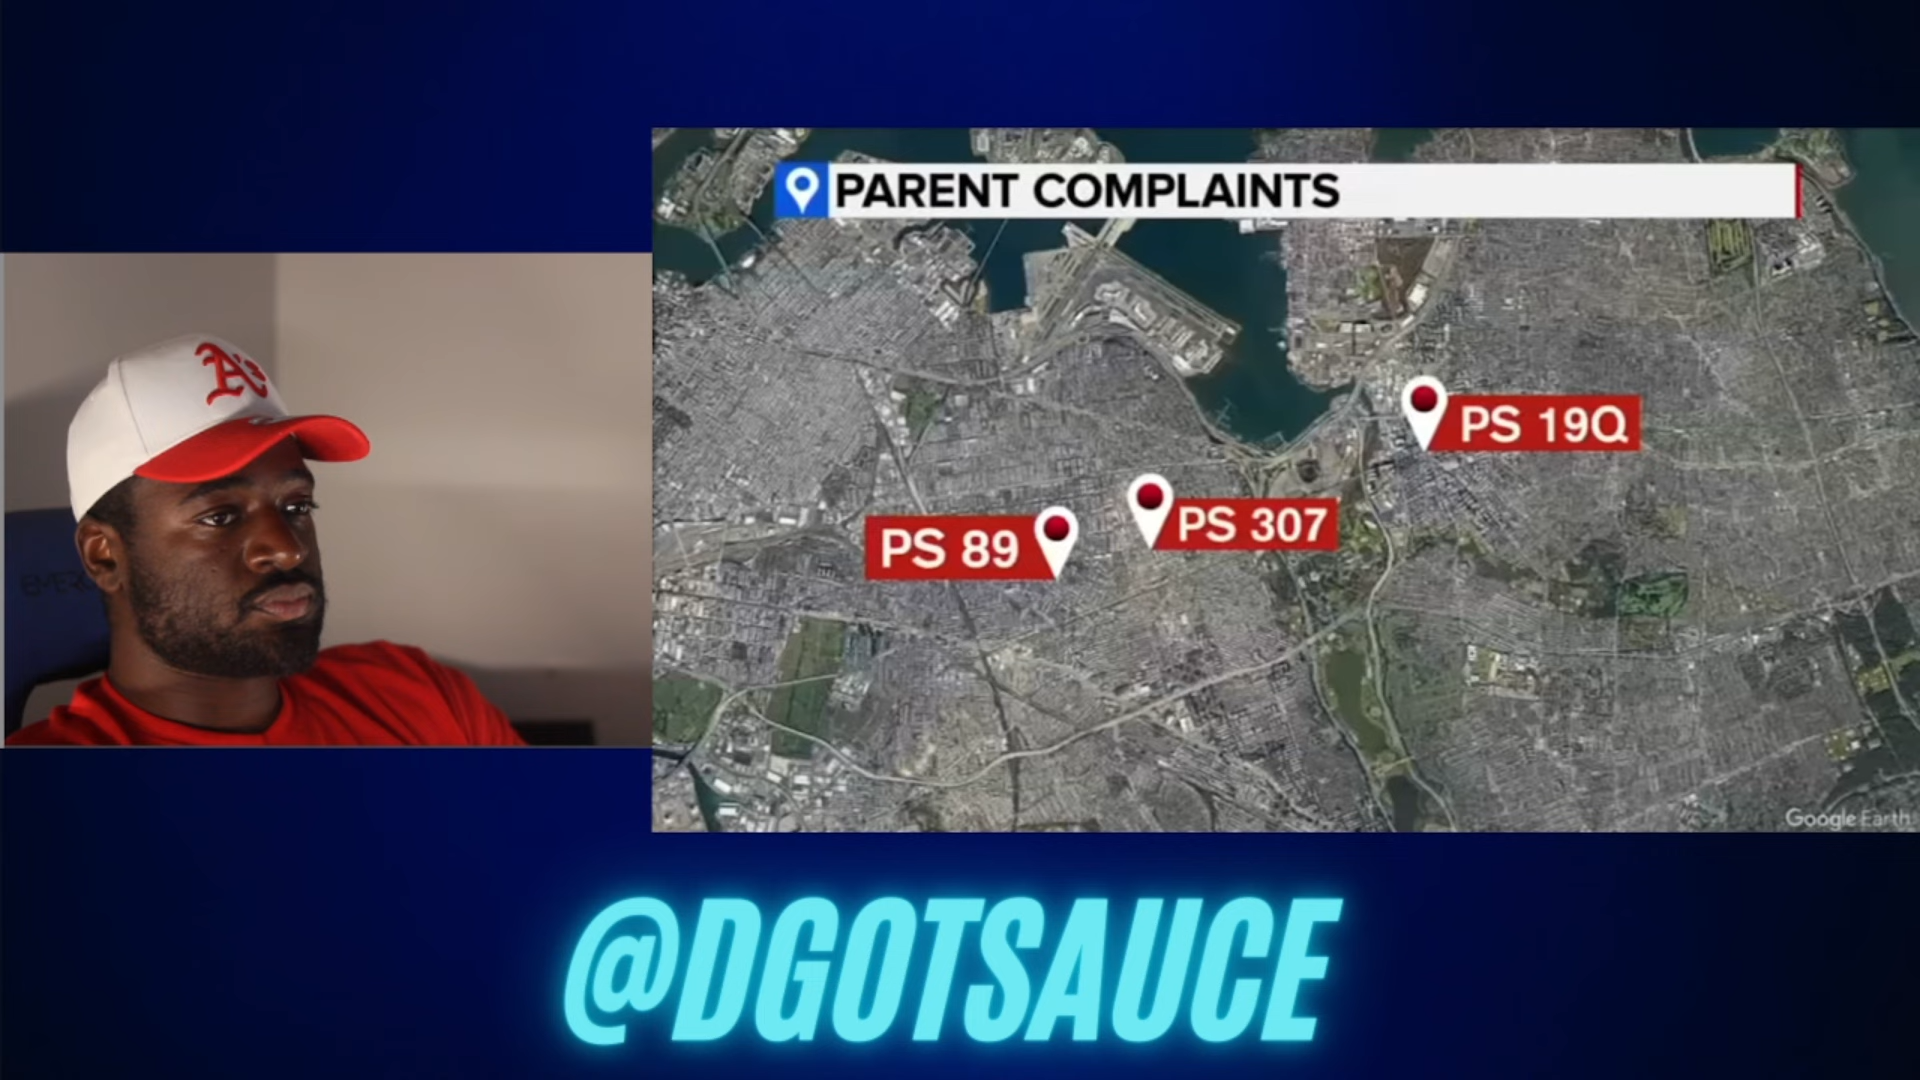 PARENT COMPLAINTS
A's
PS 19Q
PS 307
PS 89
Google Earth
@DGOTSAUCE